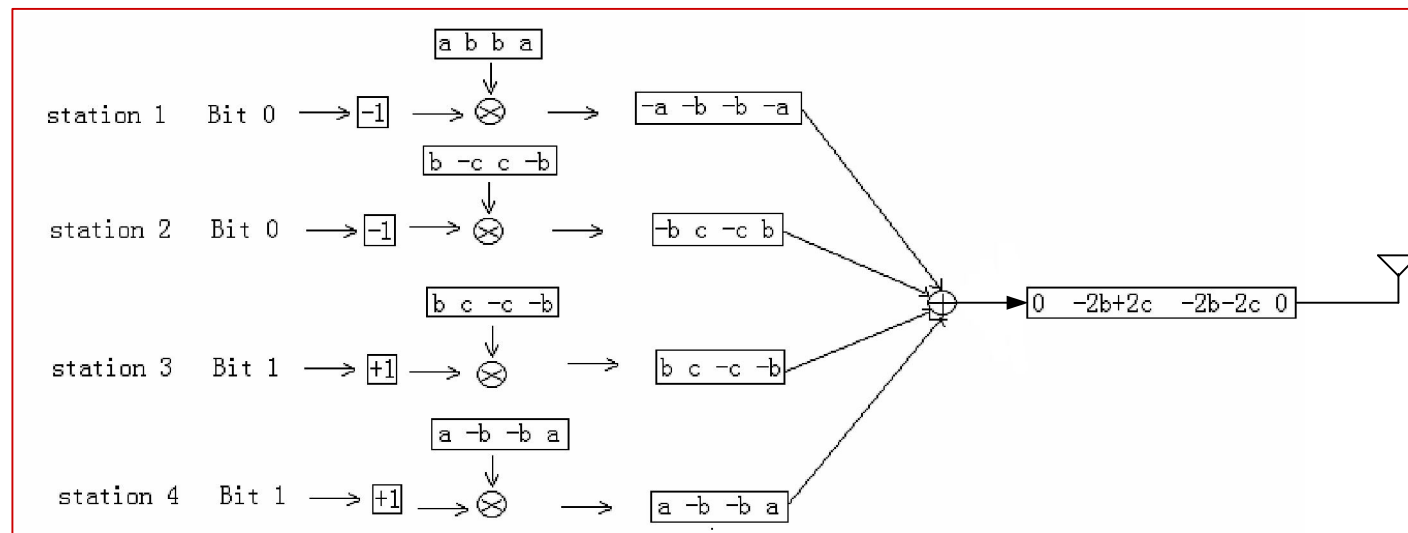 a b b a
station 1 Bit 0 -1 -a -b -b -a
b -c c -b
station 2 Bit 0 -1 -b c -c b
b c -c -b
0 -2b+2c -2b-2c 0
station 3 Bit 1 +1 b c -c -b
a -b -b a
station 4 Bit 1 +1 a -b -b a